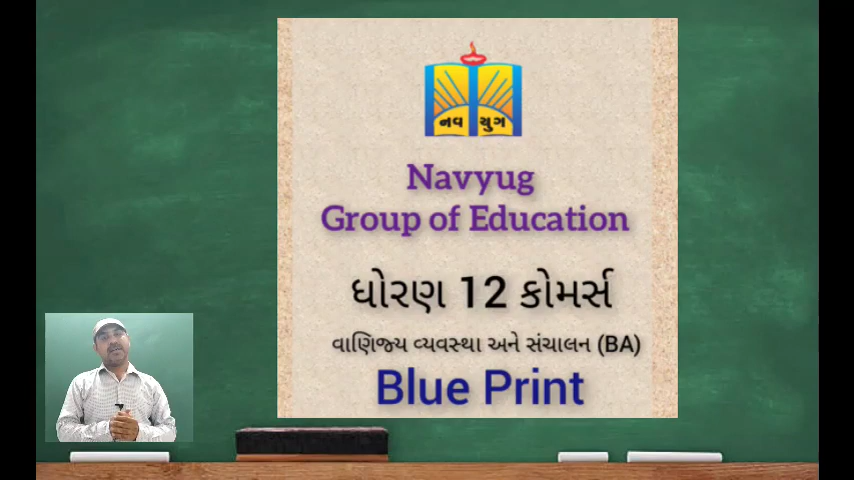 નવ યુગ
Navyug
Group of Education
ધોરણ 12 કોમર્સ
વાણિજ્ય વ્યવસ્થા અને સંચાલન (BA)
Blue Print